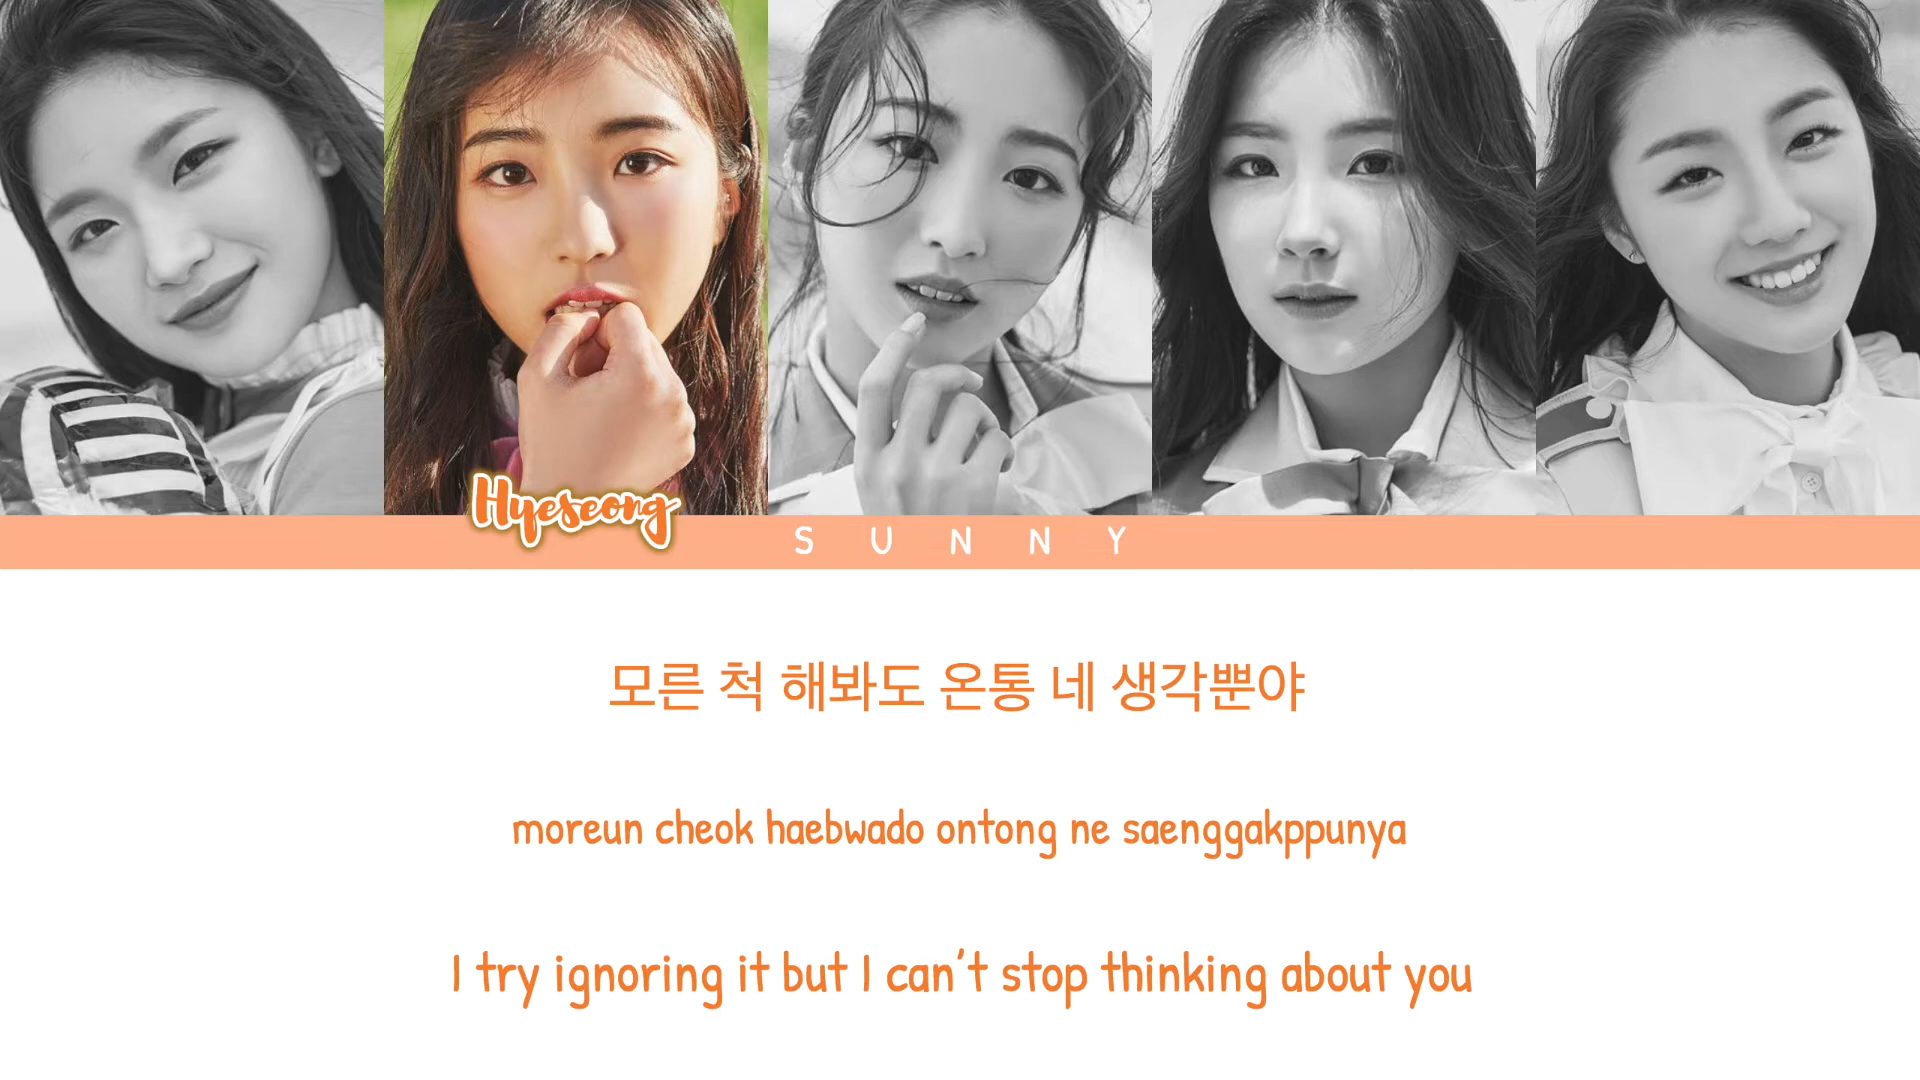 Hyeseong
SUNNY
모른 척 해봐도 온통 네 생각뿐야
moreun cheok haebwado ontong ne saenggakppunya
I try ignoring it but I can't stop thinking about you